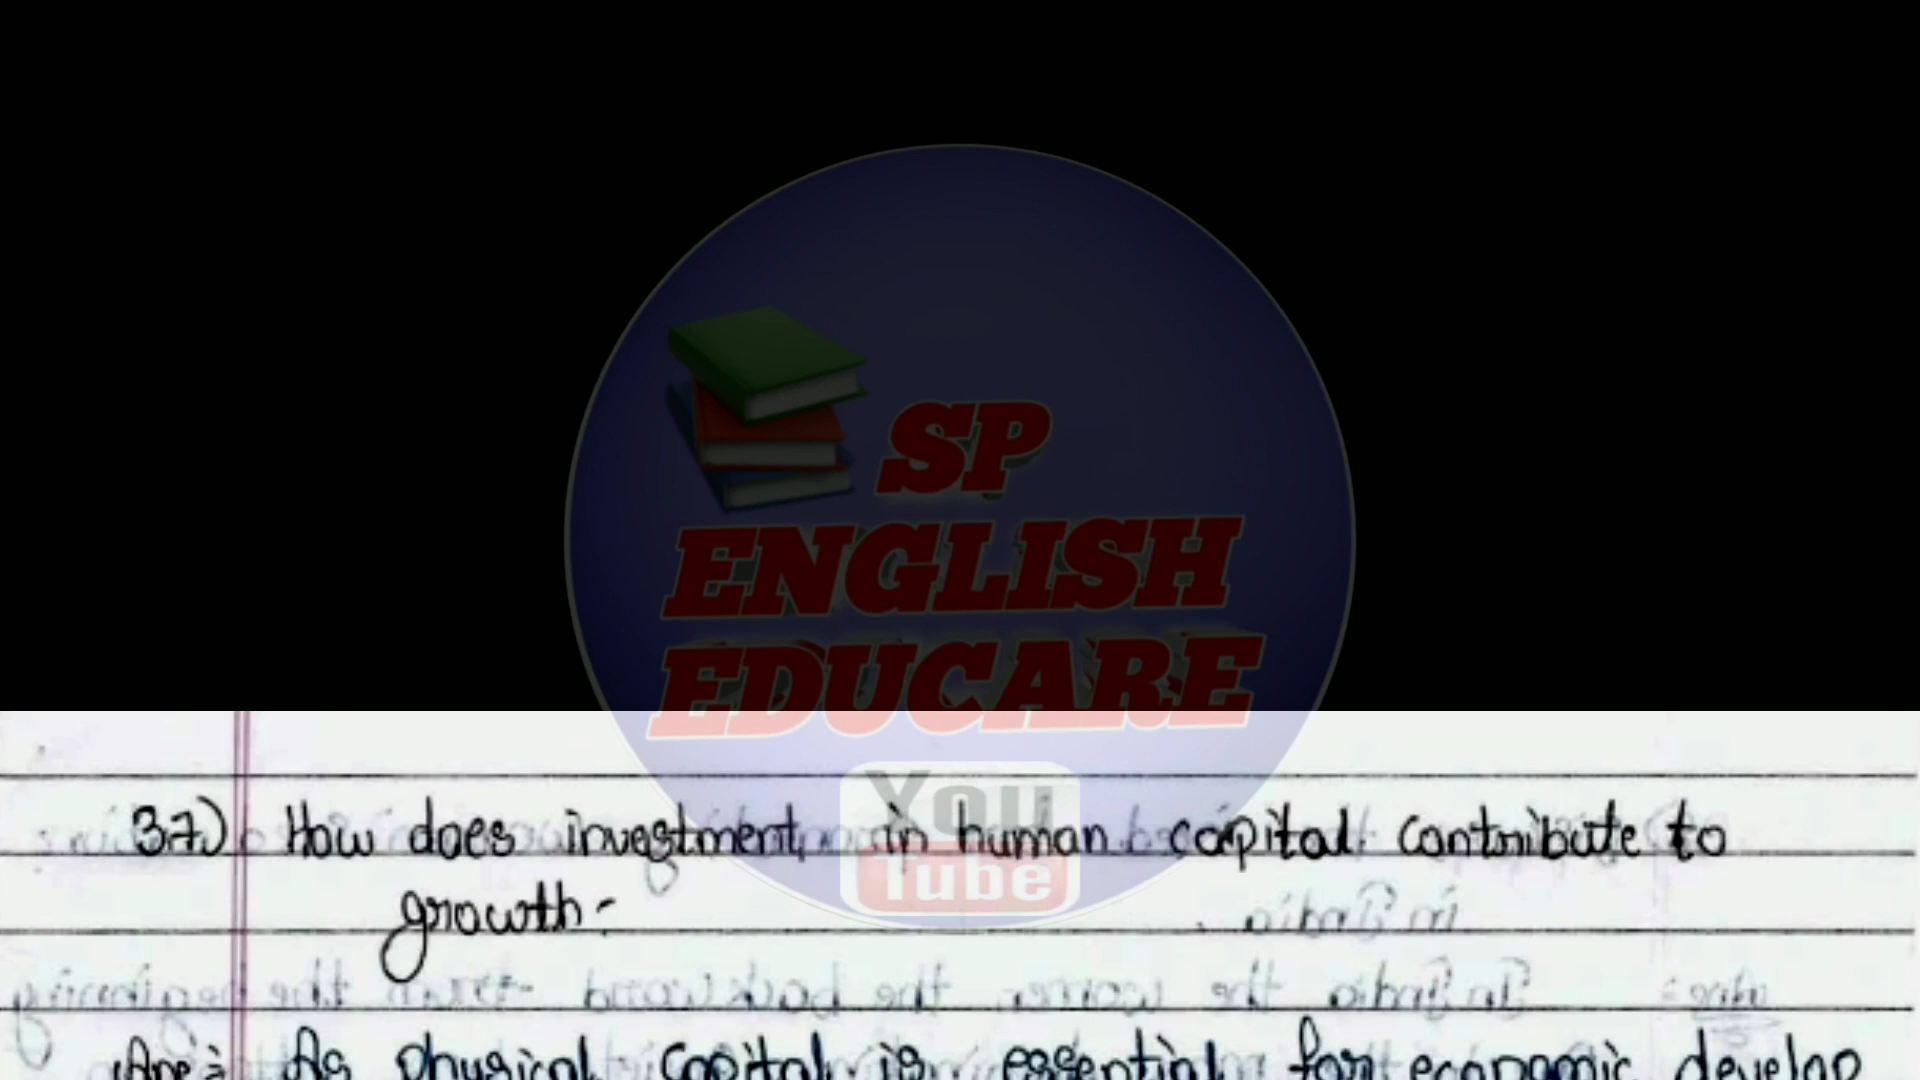 SP
ENGLISH
EDUCARE
You
Tube
37.) How does investment in human capital contribute to
growth:-
Ans:- As physical capital is essential for economic develop